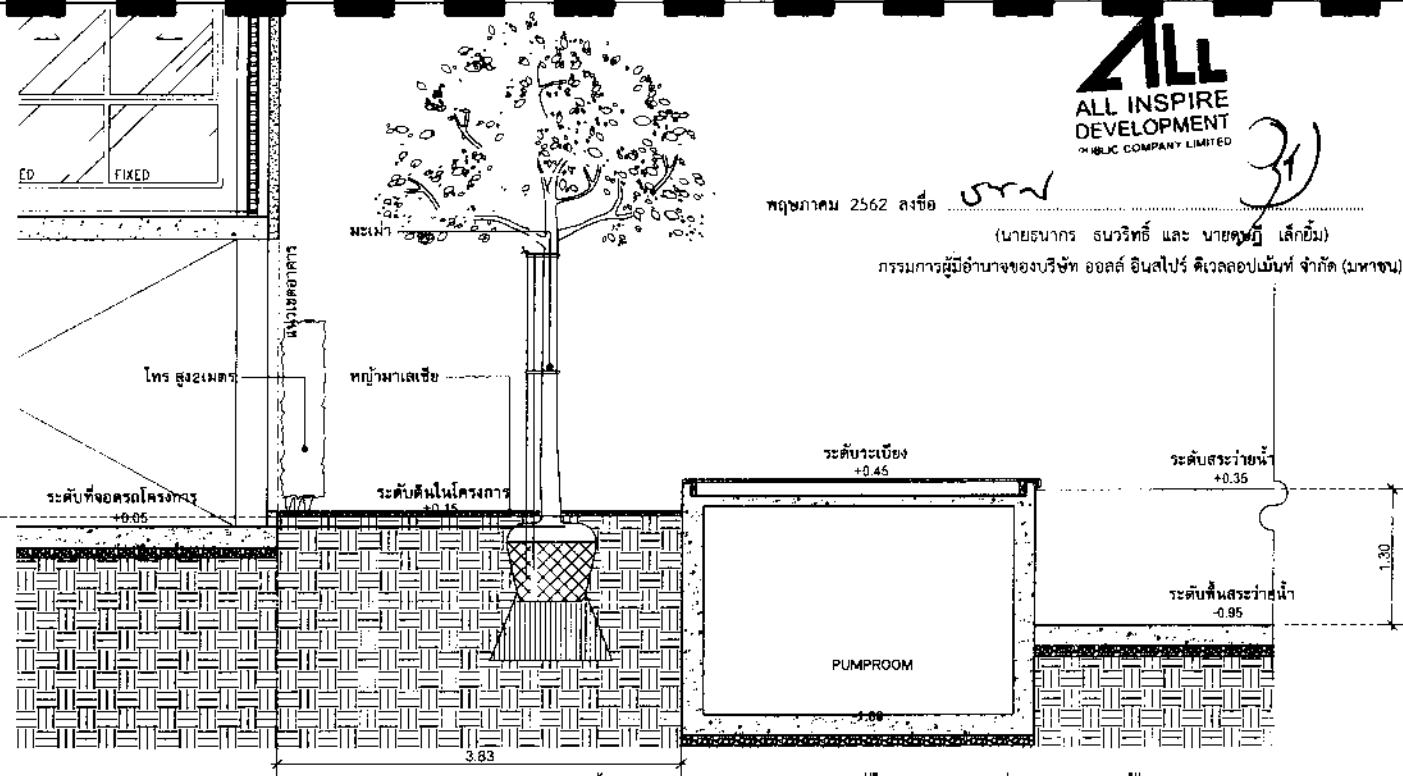 ALL
ALL INSPIRE
DEVELOPMENT
PUBLIC COMPANY LIMITED
พฤษภาคม 2562 ลงชื่อ
(นายธนากร ธนวริทธิ์ และ นายดุษฎี เล็กยิ้ม)
กรรมการผู้มีอำนาจของบริษัท ออลล์ อินสไปร์ ดีเวลลอปเม้นท์ จำกัด (มหาชน)
ED
FIXED
มะเม่า
แนวเขตอาคาร
ไทร สูง2เมตร
หญ้ามาเลเซีย
ระดับระเบียง
+0.45
ระดับสระว่ายน้ำ
+0.35
ระดับที่จอดรถโครงการ
+0.05
ระดับดินในโครงการ
+0.15
1.30
ระดับพื้นสระว่ายน้ำ
-0.95
PUMPROOM
3.83